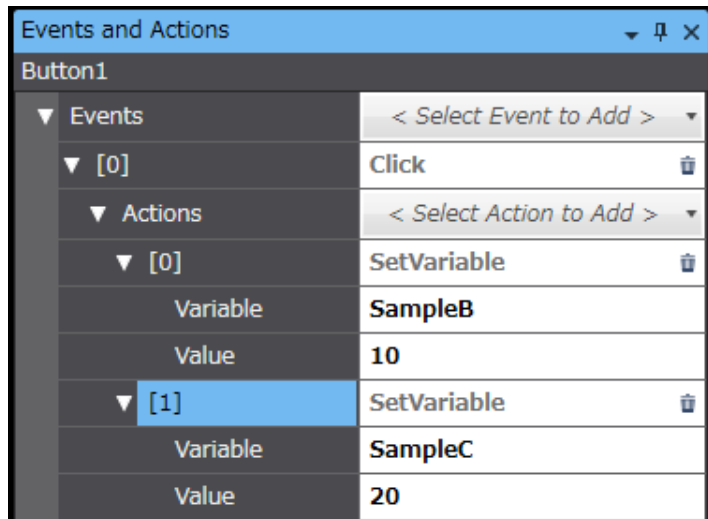 Events and Actions
Button1
Events < Select Event to Add >
[0] Click
Actions < Select Action to Add >
[0] SetVariable
Variable SampleB
Value 10
[1] SetVariable
Variable SampleC
Value 20